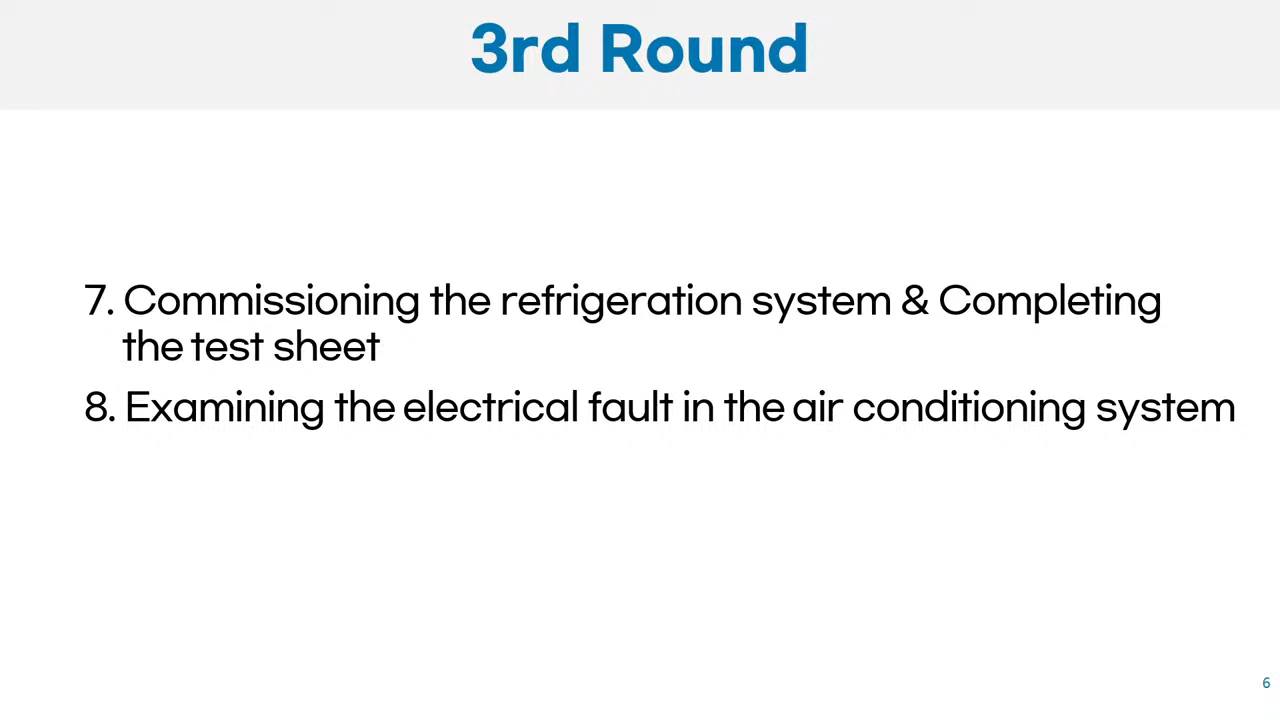 3rd Round
7. Commissioning the refrigeration system & Completing
the test sheet
8. Examining the electrical fault in the air conditioning system
6